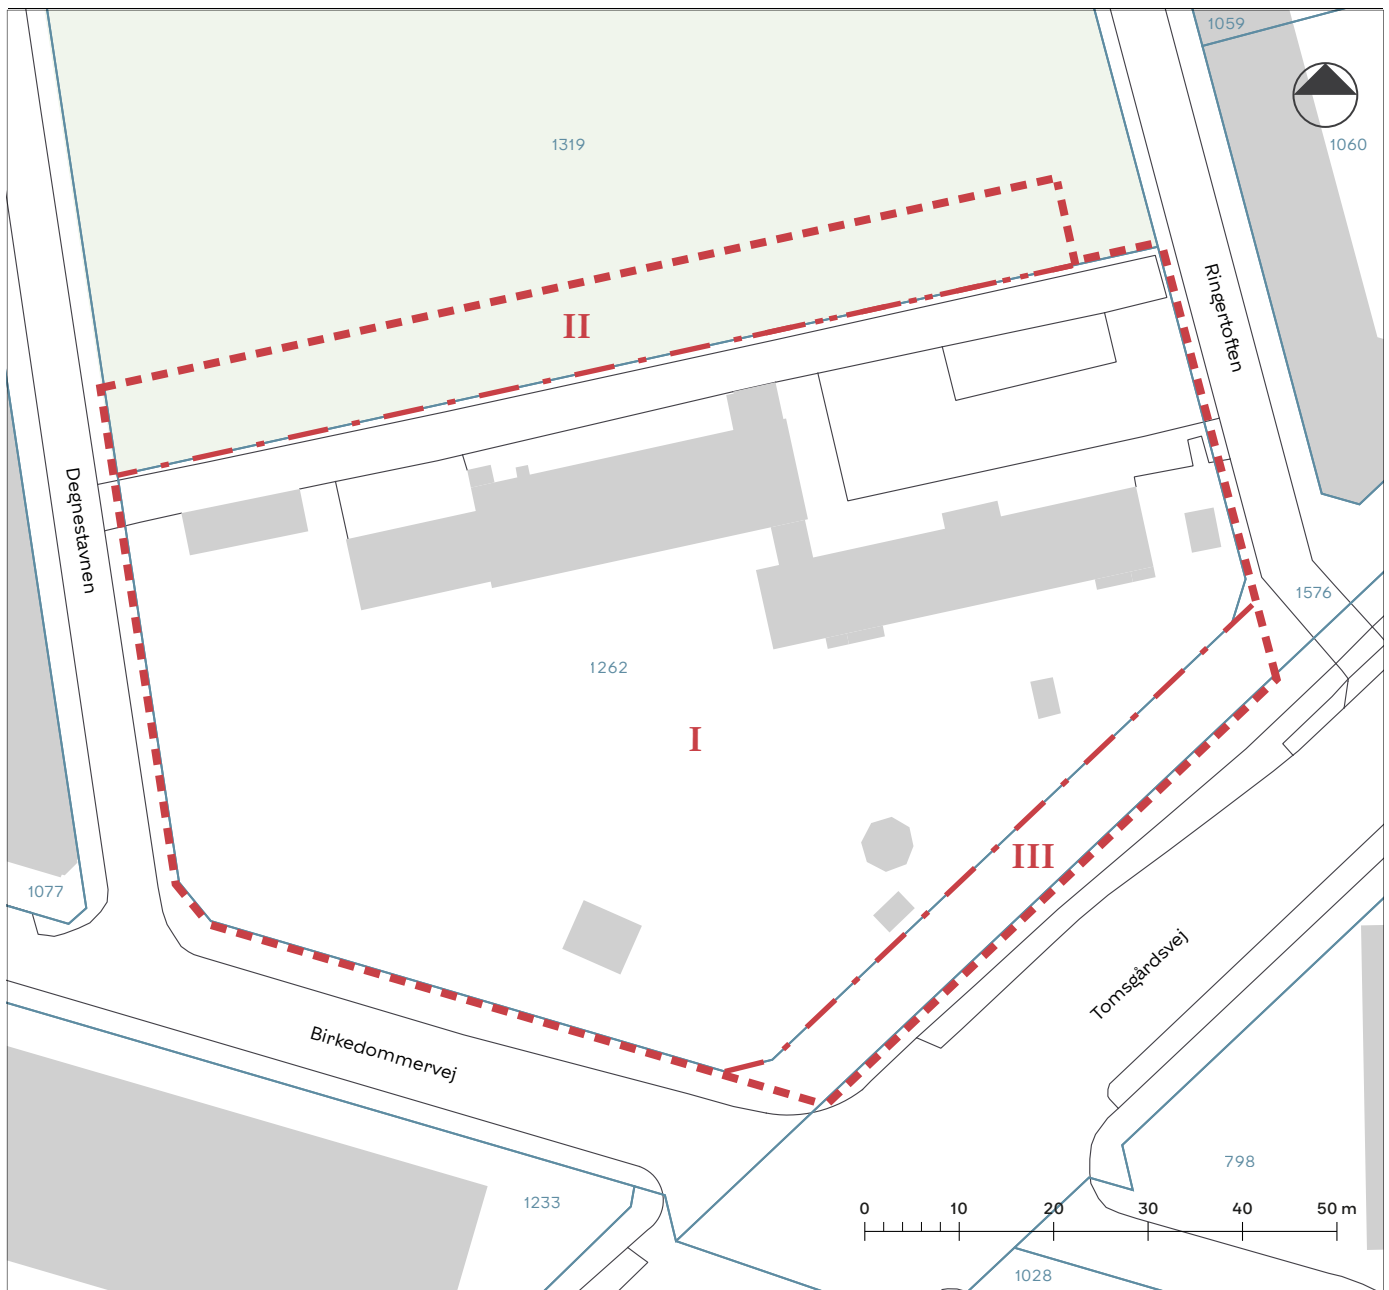 1059
1319
1060
Ringertoften
II
Degnestavnen
1576
1262
I
III
1077
Tomsgårdsvej
Birkedommervej
798
1233
0 10 20 30 40 50 m
1028